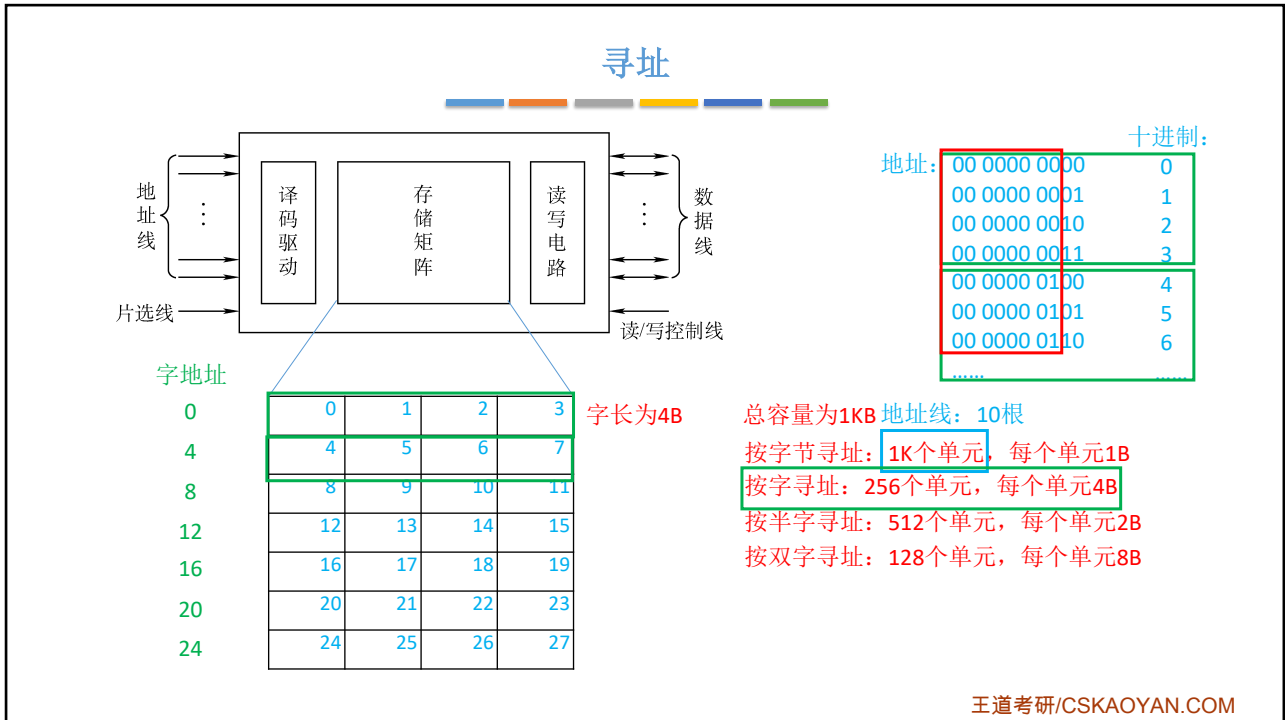 寻址
地址线
⋮
译码驱动
存储矩阵
读写电路
⋮
数据线
片选线
读/写控制线
十进制：
地址：
00 0000 0000 0
00 0000 0001 1
00 0000 0010 2
00 0000 0011 3
00 0000 0100 4
00 0000 0101 5
00 0000 0110 6
…… ……
字地址
0 0 1 2 3 字长为4B
4 4 5 6 7
8 8 9 10 11
12 12 13 14 15
16 16 17 18 19
20 20 21 22 23
24 24 25 26 27
总容量为1KB 地址线：10根
按字节寻址：1K个单元，每个单元1B
按字寻址：256个单元，每个单元4B
按半字寻址：512个单元，每个单元2B
按双字寻址：128个单元，每个单元8B
王道考研/CSKAOYAN.COM